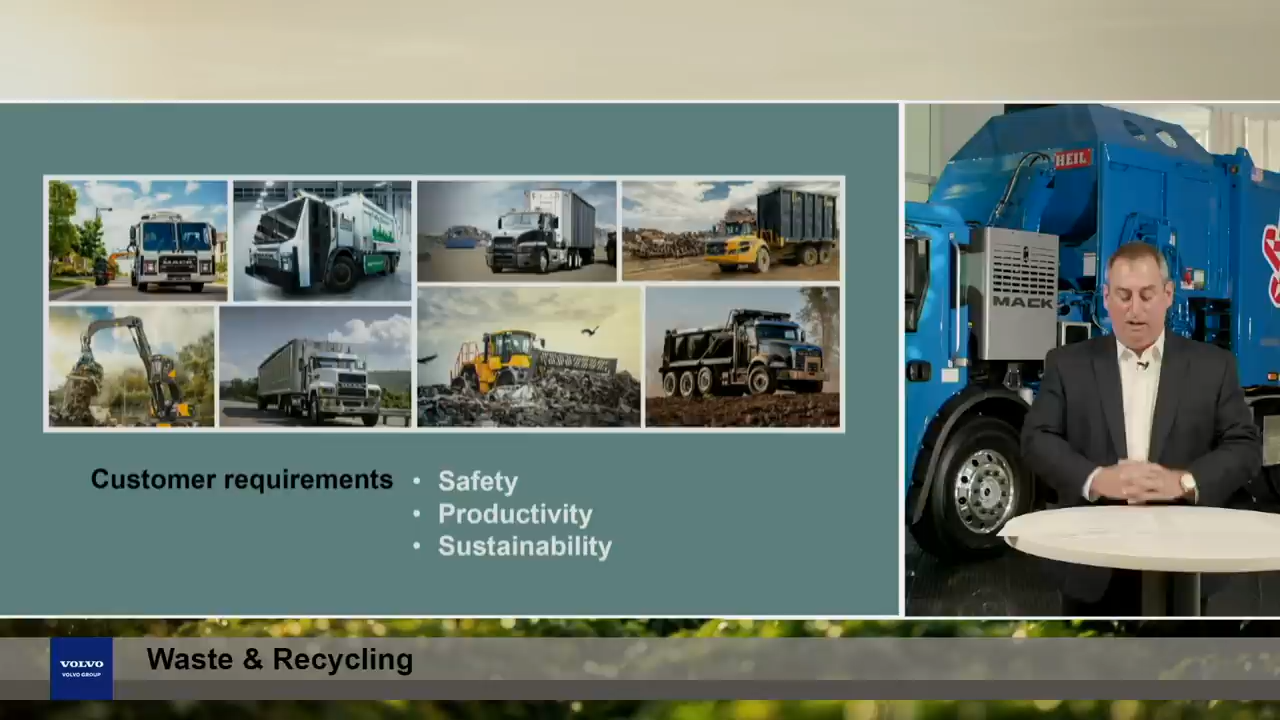 HEIL
MACK
Customer requirements
• Safety
• Productivity
• Sustainability
VOLVO
VOLVO GROUP
Waste & Recycling